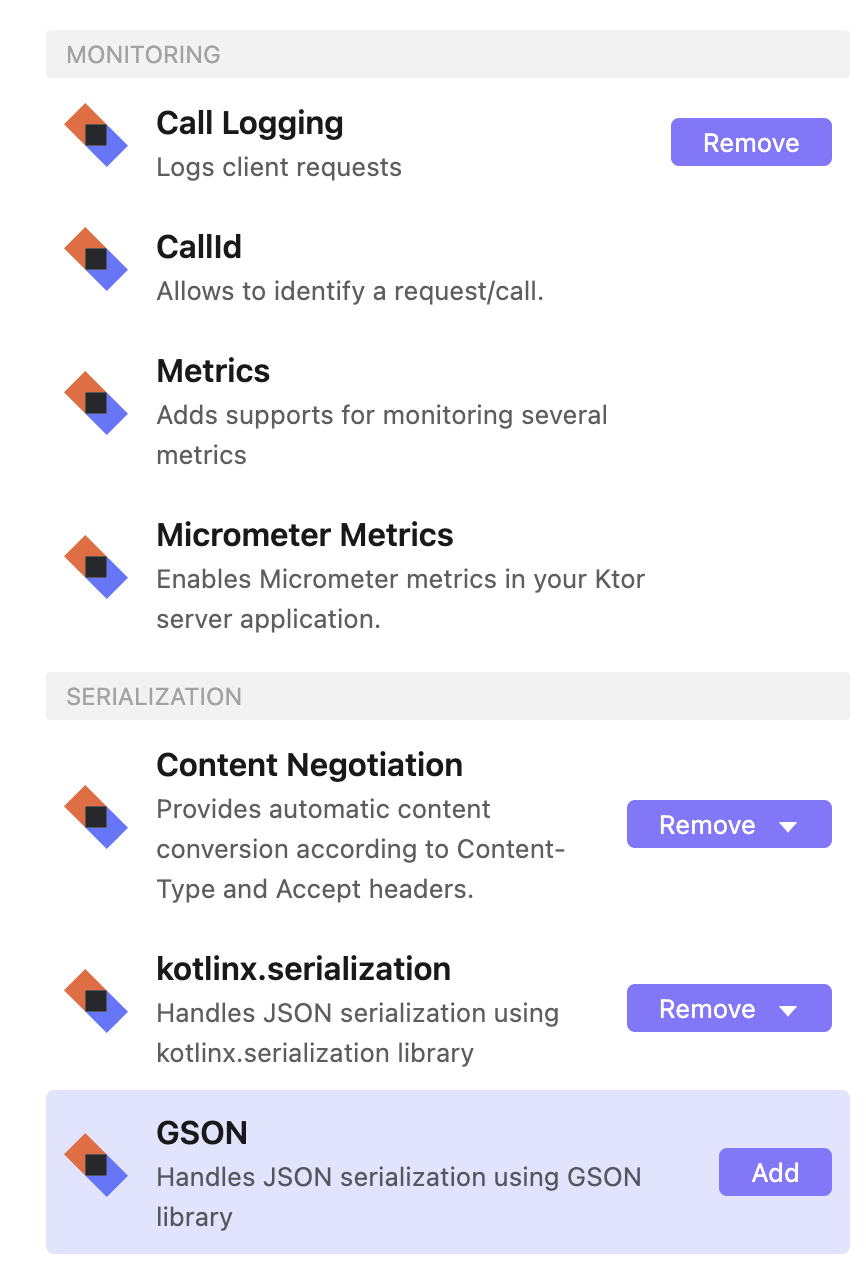 MONITORING
Call Logging
Logs client requests
Remove
CallId
Allows to identify a request/call.
Metrics
Adds supports for monitoring several
metrics
Micrometer Metrics
Enables Micrometer metrics in your Ktor
server application.
SERIALIZATION
Content Negotiation
Provides automatic content
conversion according to Content-
Type and Accept headers.
Remove
kotlinx.serialization
Handles JSON serialization using
kotlinx.serialization library
Remove
GSON
Handles JSON serialization using GSON
library
Add